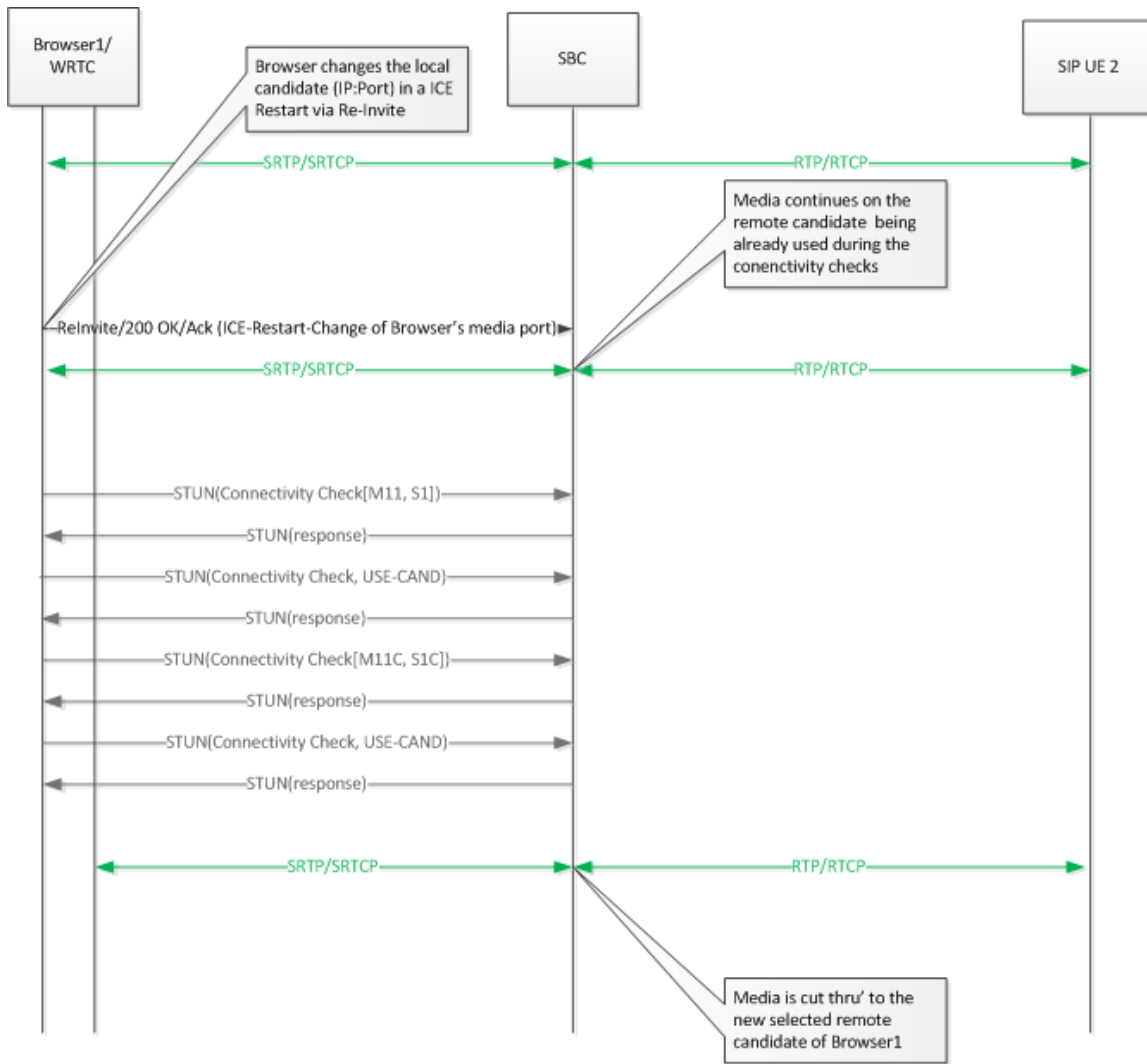 Browser1/
WRTC
SBC
SIP UE 2
Browser changes the local
candidate (IP:Port) in a ICE
Restart via Re-Invite
SRTP/SRTCP
RTP/RTCP
Media continues on the
remote candidate being
already used during the
conenctivity checks
ReInvite/200 OK/Ack (ICE-Restart-Change of Browser's media port)
SRTP/SRTCP
RTP/RTCP
STUN(Connectivity Check[M11, S1])
STUN(response)
STUN(Connectivity Check, USE-CAND)
STUN(response)
STUN(Connectivity Check[M11C, S1C])
STUN(response)
STUN(Connectivity Check, USE-CAND)
STUN(response)
SRTP/SRTCP
RTP/RTCP
Media is cut thru' to the
new selected remote
candidate of Browser1